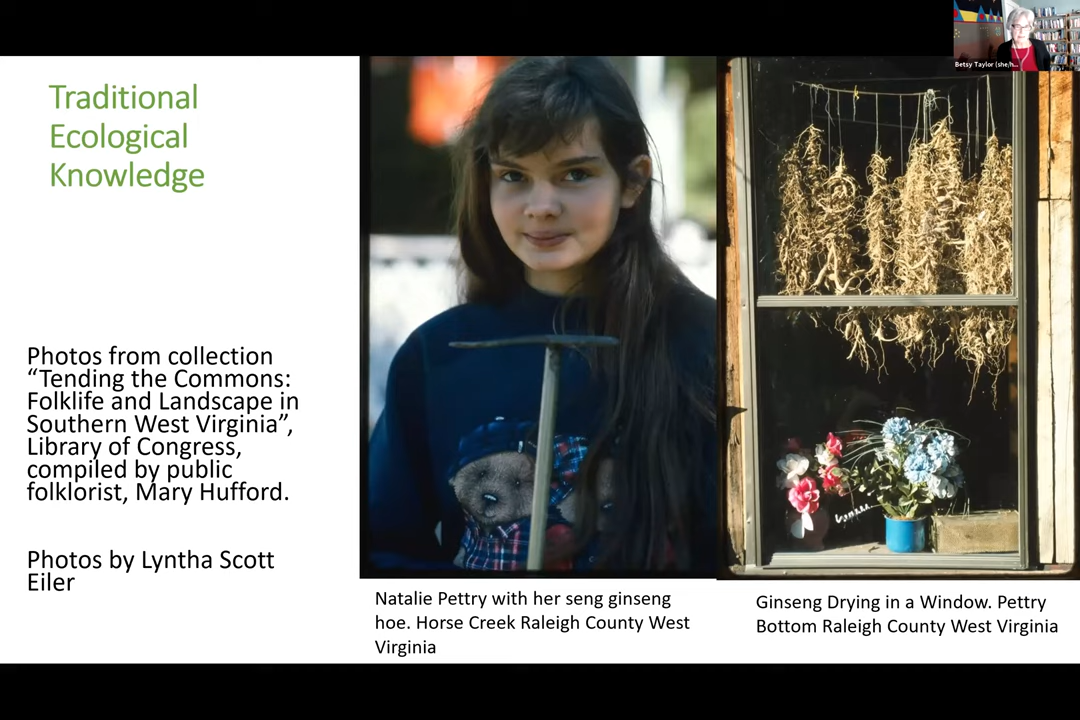 Betsy Taylor (she/h...
Traditional
Ecological
Knowledge
Photos from collection
“Tending the Commons:
Folklife and Landscape in
Southern West Virginia”,
Library of Congress,
compiled by public
folklorist, Mary Hufford.
Photos by Lyntha Scott
Eiler
Natalie Pettry with her seng ginseng
hoe. Horse Creek Raleigh County West
Virginia
Ginseng Drying in a Window. Pettry
Bottom Raleigh County West Virginia